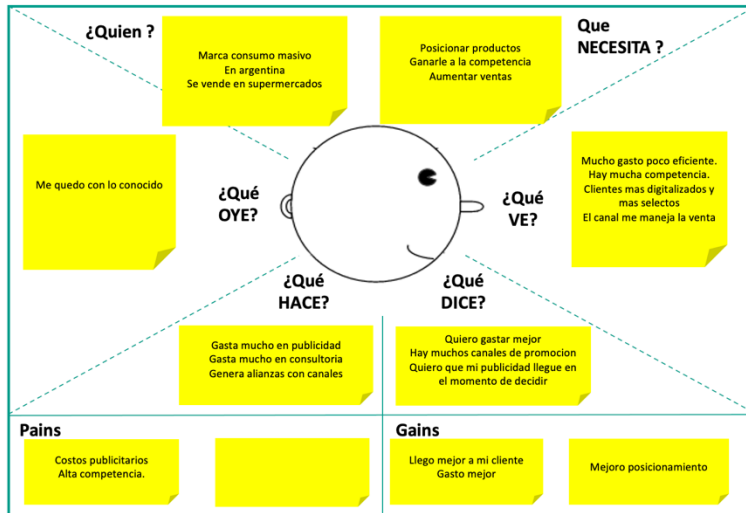 ¿Quien ?
Marca consumo masivo
En argentina
Se vende en supermercados
Posicionar productos
Ganarle a la competencia
Aumentar ventas
Que
NECESITA ?
Me quedo con lo conocido
¿Qué
OYE?
¿Qué
VE?
Mucho gasto poco eficiente.
Hay mucha competencia.
Clientes mas digitalizados y
mas selectos
El canal me maneja la venta
¿Qué
HACE?
¿Qué
DICE?
Gasta mucho en publicidad
Gasta mucho en consultoria
Genera alianzas con canales
Quiero gastar mejor
Hay muchos canales de promocion
Quiero que mi publicidad llegue en
el momento de decidir
Pains
Costos publicitarios
Alta competencia.
Gains
Llego mejor a mi cliente
Gasto mejor
Mejoro posicionamiento